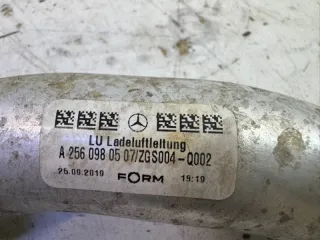 LU Ladeluftleitung
A 256 098 05 07/ZGS004-Q002
25.09.2019 FORM 19:19